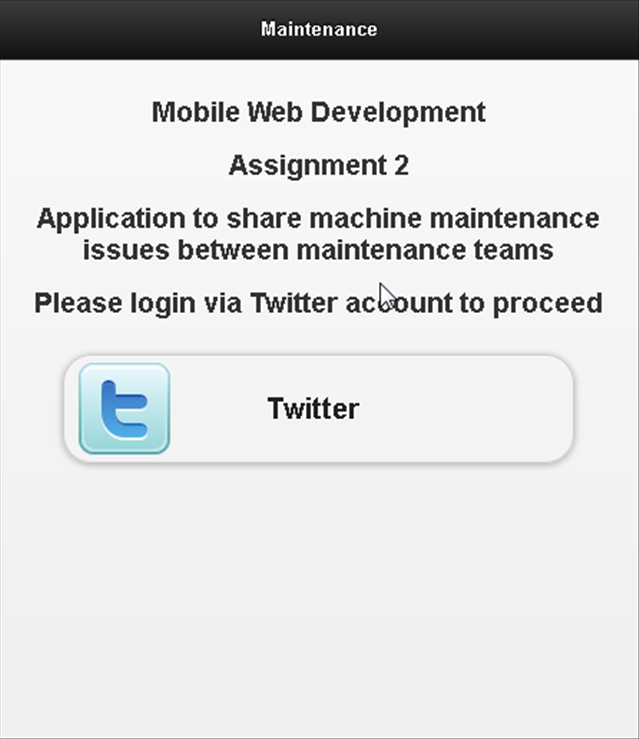 Maintenance
Mobile Web Development
Assignment 2
Application to share machine maintenance
issues between maintenance teams
Please login via Twitter account to proceed
Twitter